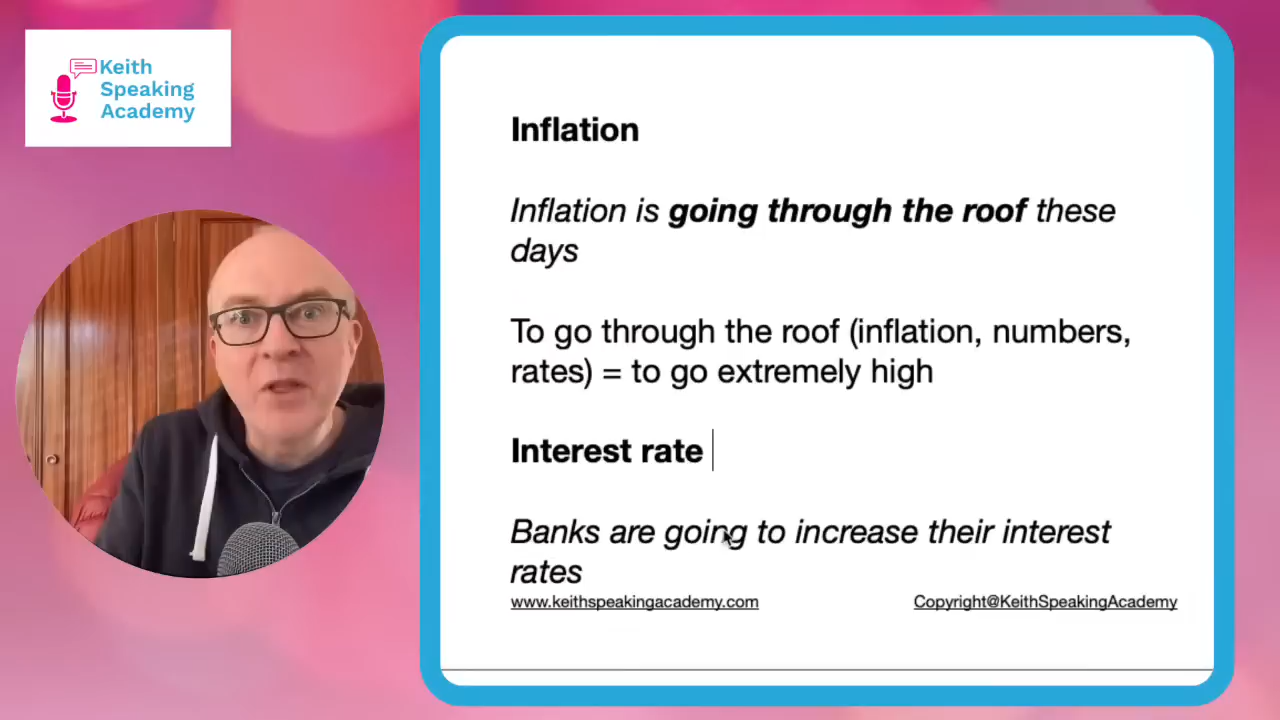 Keith
Speaking
Academy
Inflation
Inflation is going through the roof these
days
To go through the roof (inflation, numbers,
rates) = to go extremely high
Interest rate
Banks are going to increase their interest
rates
www.keithspeakingacademy.com
Copyright@KeithSpeakingAcademy